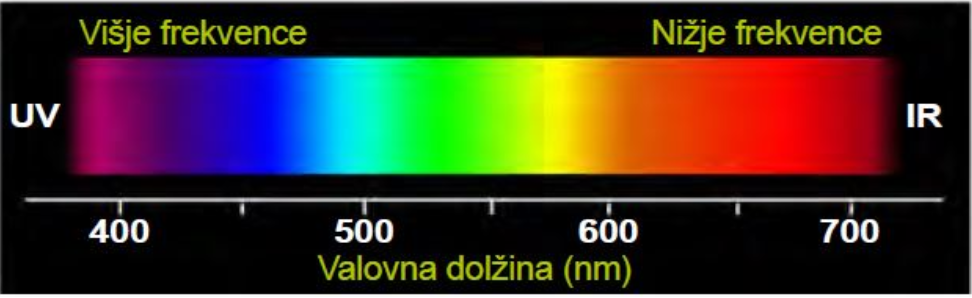 Višje frekvence Nižje frekvence
UV IR
400 500 600 700
Valovna dolžina (nm)